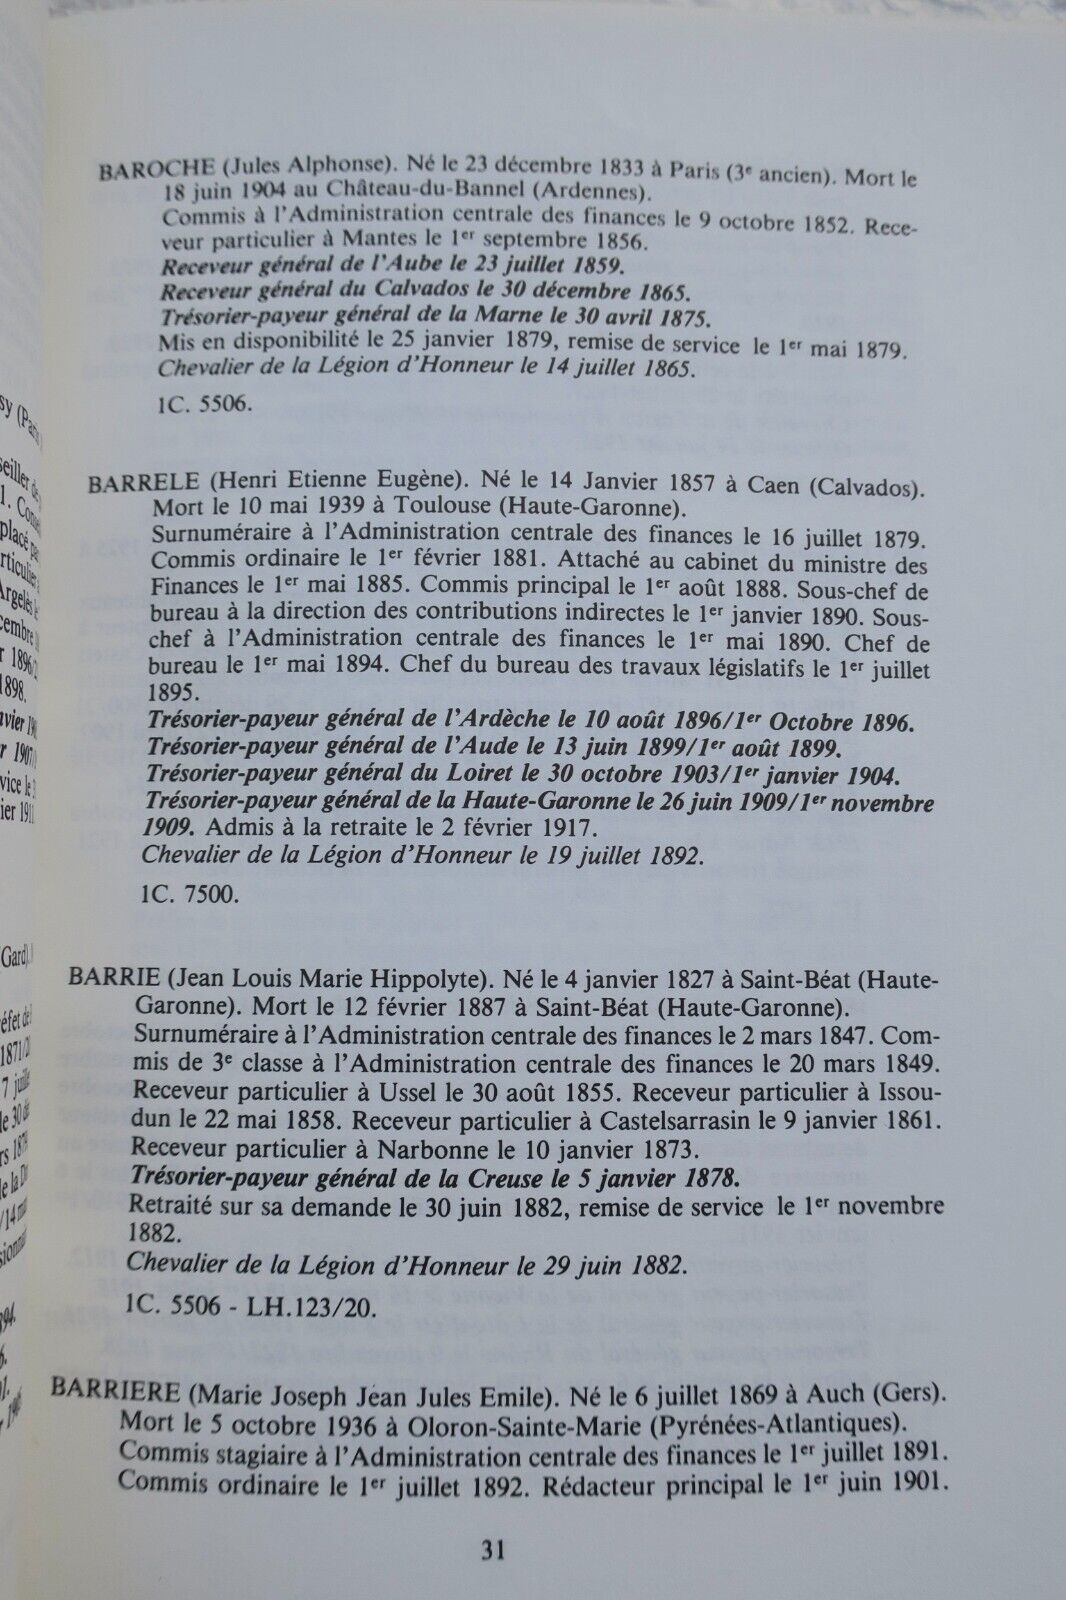 BAROCHE (Jules Alphonse). Né le 23 décembre 1833 à Paris (3e ancien). Mort le
18 juin 1904 au Château-du-Bannel (Ardennes).
Commis à l'Administration centrale des finances le 9 octobre 1852. Rece-
veur particulier à Mantes le 1er septembre 1856.
Receveur général de l'Aube le 23 juillet 1859.
Receveur général du Calvados le 30 décembre 1865.
Trésorier-payeur général de la Marne le 30 avril 1875.
Mis en disponibilité le 25 janvier 1879, remise de service le 1er mai 1879.
Chevalier de la Légion d'Honneur le 14 juillet 1865.
1C. 5506.
BARRELE (Henri Etienne Eugène). Né le 14 Janvier 1857 à Caen (Calvados).
Mort le 10 mai 1939 à Toulouse (Haute-Garonne).
Surnuméraire à l'Administration centrale des finances le 16 juillet 1879.
Commis ordinaire le 1er février 1881. Attaché au cabinet du ministre des
Finances le 1er mai 1885. Commis principal le 1er août 1888. Sous-chef de
bureau à la direction des contributions indirectes le 1er janvier 1890. Sous-
chef à l'Administration centrale des finances le 1er mai 1890. Chef de
bureau le 1er mai 1894. Chef du bureau des travaux législatifs le 1er juillet
1895.
Trésorier-payeur général de l'Ardèche le 10 août 1896/1er Octobre 1896.
Trésorier-payeur général de l'Aude le 13 juin 1899/1er août 1899.
Trésorier-payeur général du Loiret le 30 octobre 1903/1er janvier 1904.
Trésorier-payeur général de la Haute-Garonne le 26 juin 1909/1er novembre
1909. Admis à la retraite le 2 février 1917.
Chevalier de la Légion d'Honneur le 19 juillet 1892.
1C. 7500.
BARRIE (Jean Louis Marie Hippolyte). Né le 4 janvier 1827 à Saint-Béat (Haute-
Garonne). Mort le 12 février 1887 à Saint-Béat (Haute-Garonne).
Surnuméraire à l'Administration centrale des finances le 2 mars 1847. Com-
mis de 3e classe à l'Administration centrale des finances le 20 mars 1849.
Receveur particulier à Ussel le 30 août 1855. Receveur particulier à Issou-
dun le 22 mai 1858. Receveur particulier à Castelsarrasin le 9 janvier 1861.
Receveur particulier à Narbonne le 10 janvier 1873.
Trésorier-payeur général de la Creuse le 5 janvier 1878.
Retraité sur sa demande le 30 juin 1882, remise de service le 1er novembre
1882.
Chevalier de la Légion d'Honneur le 29 juin 1882.
1C. 5506 - LH.123/20.
BARRIERE (Marie Joseph Jean Jules Emile). Né le 6 juillet 1869 à Auch (Gers).
Mort le 5 octobre 1936 à Oloron-Sainte-Marie (Pyrénées-Atlantiques).
Commis stagiaire à l'Administration centrale des finances le 1er juillet 1891.
Commis ordinaire le 1er juillet 1892. Rédacteur principal le 1er juin 1901.
31